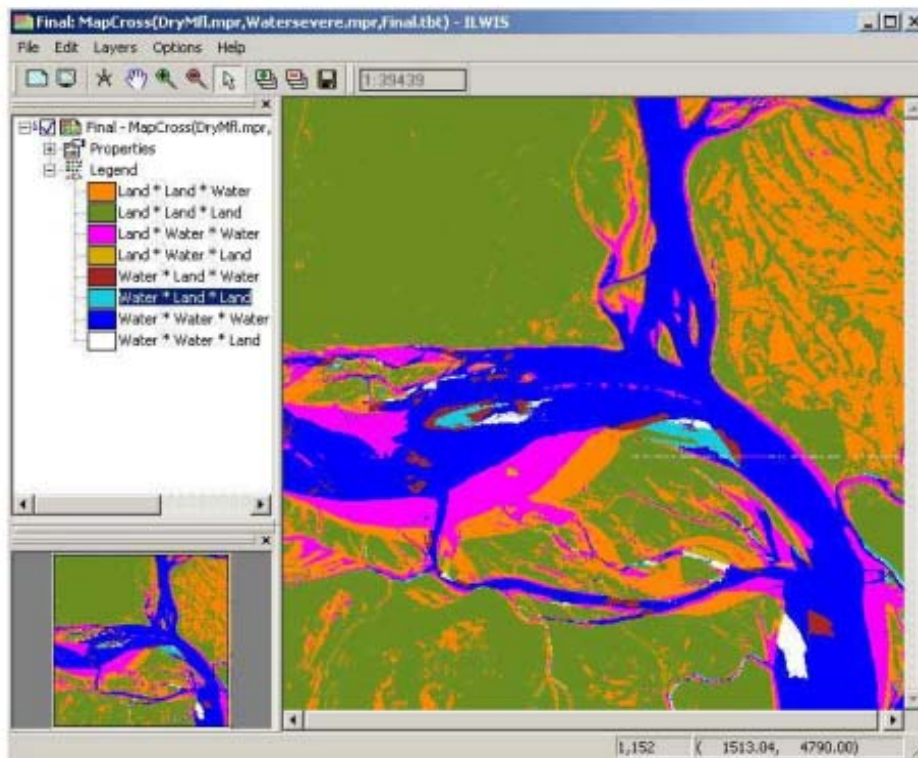 Final: MapCross(DryMfl.mpr,Watersevere.mpr,Final.tbt) - ILWIS
File Edit Layers Options Help
1:39439
Final - MapCross(DryMfl.mpr,
Properties
Legend
Land * Land * Water
Land * Land * Land
Land * Water * Water
Land * Water * Land
Water * Land * Water
Water * Land * Land
Water * Water * Water
Water * Water * Land
1,152 ( 1513.04, 4790.00)